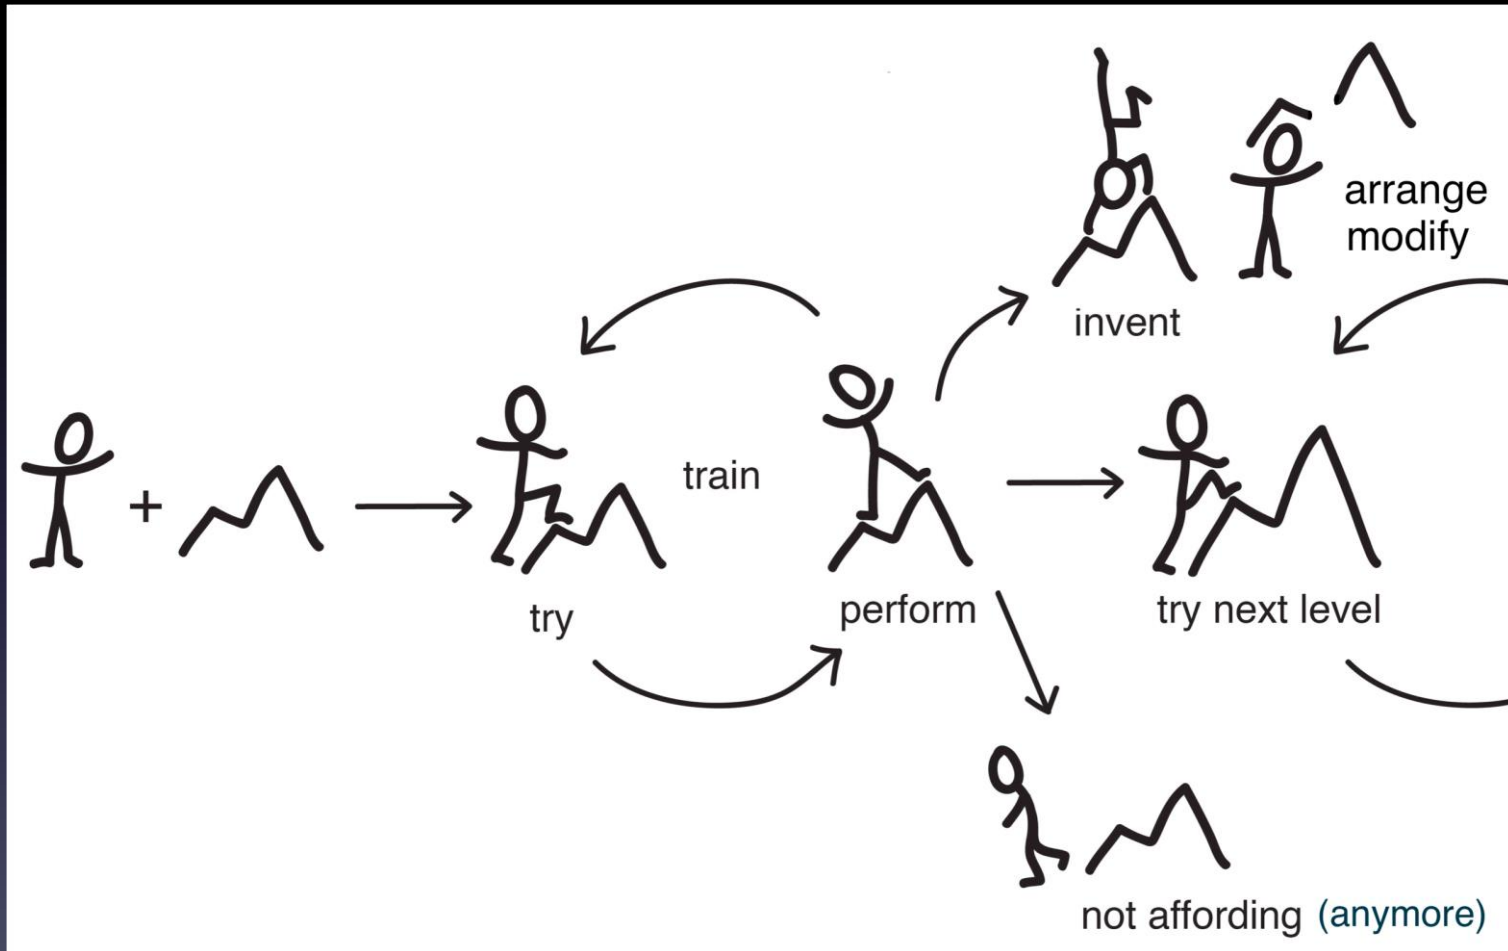 arrange
modify
invent
+
train
try
perform
try next level
not affording (anymore)